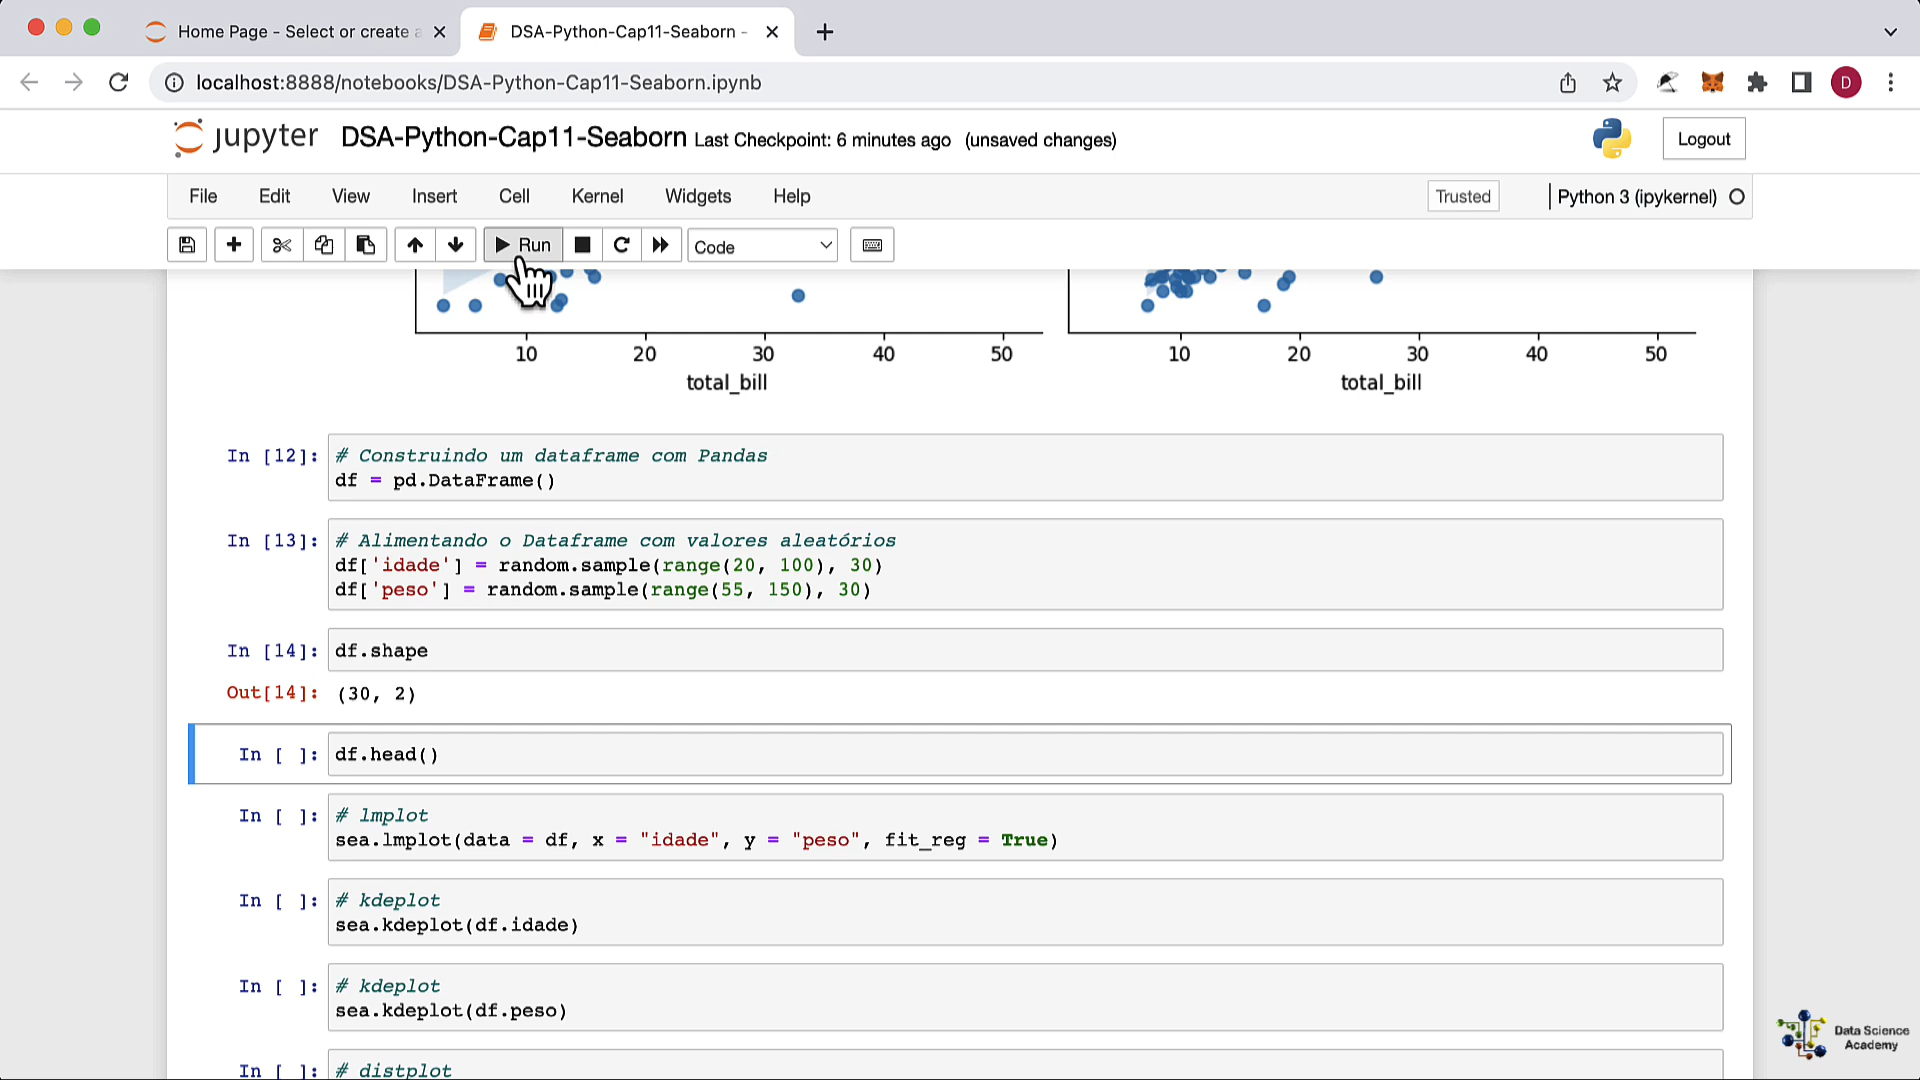 Home Page - Select or create a
DSA-Python-Cap11-Seaborn -
localhost:8888/notebooks/DSA-Python-Cap11-Seaborn.ipynb
D
jupyter DSA-Python-Cap11-Seaborn Last Checkpoint: 6 minutes ago (unsaved changes)
Logout
File Edit View Insert Cell Kernel Widgets Help
Trusted Python 3 (ipykernel)
Run Code
10 20 30 40 50 10 20 30 40 50
total_bill total_bill
In [12]: # Construindo um dataframe com Pandas
df = pd.DataFrame()
In [13]: # Alimentando o Dataframe com valores aleatórios
df['idade'] = random.sample(range(20, 100), 30)
df['peso'] = random.sample(range(55, 150), 30)
In [14]: df.shape
Out[14]: (30, 2)
In [ ]: df.head()
In [ ]: # lmplot
sea.lmplot(data = df, x = "idade", y = "peso", fit_reg = True)
In [ ]: # kdeplot
sea.kdeplot(df.idade)
In [ ]: # kdeplot
sea.kdeplot(df.peso)
In [ ]: # distplot
Data Science
Academy